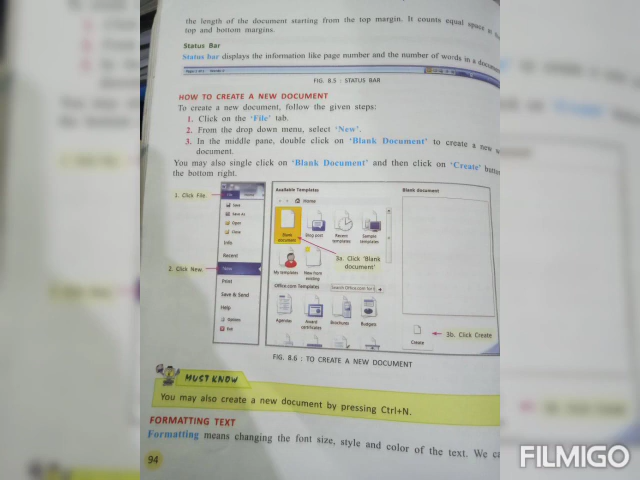 the length of the document starting from the top margin. It counts equal space
top and bottom margins.
Status Bar
Status bar displays the information like page number and the number of words in a
FIG. 8.5 : STATUS BAR
HOW TO CREATE A NEW DOCUMENT
To create a new document, follow the given steps:
1. Click on the 'File' tab.
2. From the drop down menu, select 'New'.
3. In the middle pane, double click on 'Blank Document' to create a new
document.
You may also single click on 'Blank Document' and then click on 'Create' button
the bottom right.
1. Click File.
Save
Save As
Open
Close
Info
Recent
2. Click New.
New
Print
Save & Send
Help
Options
Exit
Available Templates
Home
Blank document
Blog post
Recent templates
Sample templates
3a. Click 'Blank
document'
My templates
New from existing
Office.com Templates
Search Office.com for
Agendas
Award certificates
Brochures
Budgets
Blank document
3b. Click Create
Create
FIG. 8.6 : TO CREATE A NEW DOCUMENT
MUST KNOW
You may also create a new document by pressing Ctrl+N.
FORMATTING TEXT
Formatting means changing the font size, style and color of the text. We
94
FILMIGO